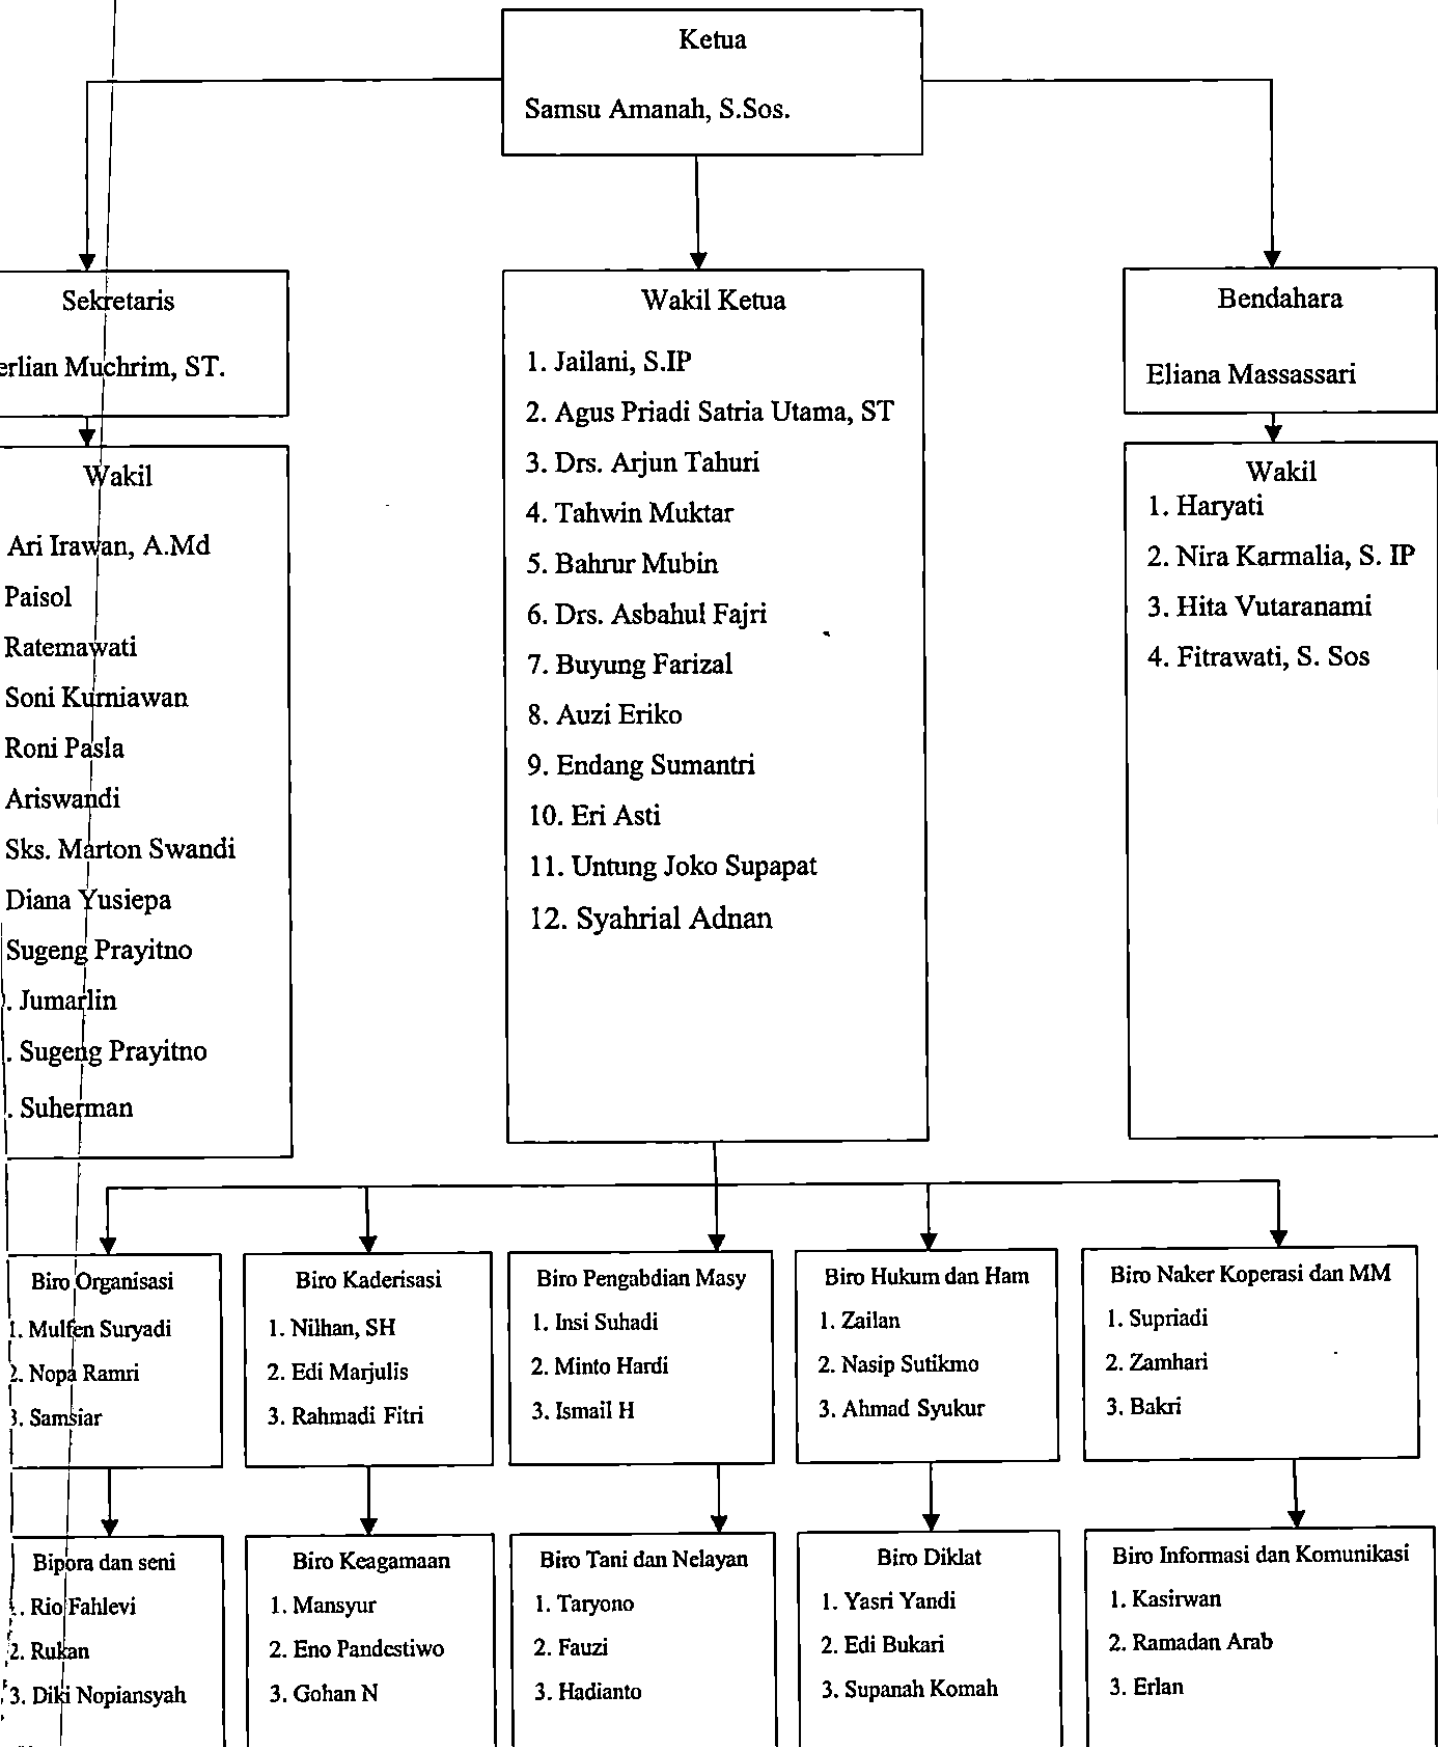 Ketua
Samsu Amanah, S.Sos.
Sekretaris
erlian Muchrim, ST.
Wakil
Ari Irawan, A.Md
Paisol
Ratemawati
Soni Kurniawan
Roni Pasla
Ariswandi
Sks. Marton Swandi
Diana Yusiepa
Sugeng Prayitno
. Jumarlin
. Sugeng Prayitno
. Suherman
Wakil Ketua
1. Jailani, S.IP
2. Agus Priadi Satria Utama, ST
3. Drs. Arjun Tahuri
4. Tahwin Muktar
5. Bahrur Mubin
6. Drs. Asbahul Fajri
7. Buyung Farizal
8. Auzi Eriko
9. Endang Sumantri
10. Eri Asti
11. Untung Joko Supapat
12. Syahrial Adnan
Bendahara
Eliana Massassari
Wakil
1. Haryati
2. Nira Karmalia, S. IP
3. Hita Vutaranami
4. Fitrawati, S. Sos
Biro Organisasi
1. Mulfen Suryadi
2. Nopa Ramri
3. Samsiar
Biro Kaderisasi
1. Nilhan, SH
2. Edi Marjulis
3. Rahmadi Fitri
Biro Pengabdian Masy
1. Insi Suhadi
2. Minto Hardi
3. Ismail H
Biro Hukum dan Ham
1. Zailan
2. Nasip Sutikmo
3. Ahmad Syukur
Biro Naker Koperasi dan MM
1. Supriadi
2. Zamhari
3. Bakri
Bipora dan seni
1. Rio Fahlevi
2. Rukan
3. Diki Nopiansyah
Biro Keagamaan
1. Mansyur
2. Eno Pandestiwo
3. Gohan N
Biro Tani dan Nelayan
1. Taryono
2. Fauzi
3. Hadianto
Biro Diklat
1. Yasri Yandi
2. Edi Bukari
3. Supanah Komah
Biro Informasi dan Komunikasi
1. Kasirwan
2. Ramadan Arab
3. Erlan